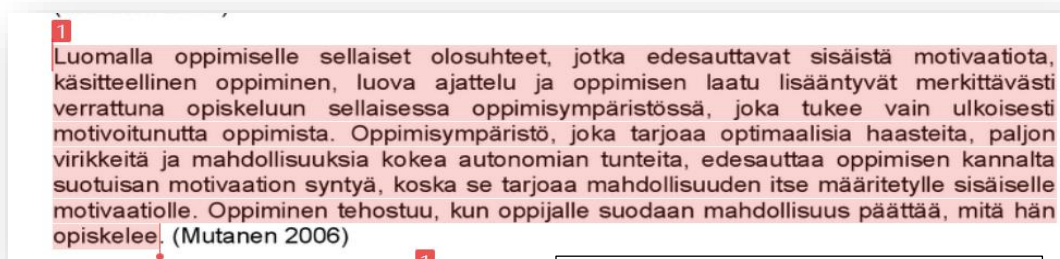 1
Luomalla oppimiselle sellaiset olosuhteet, jotka edesauttavat sisäistä motivaatiota,
käsitteellinen oppiminen, luova ajattelu ja oppimisen laatu lisääntyvät merkittävästi
verrattuna opiskeluun sellaisessa oppimisympäristössä, joka tukee vain ulkoisesti
motivoitunutta oppimista. Oppimisympäristö, joka tarjoaa optimaalisia haasteita, paljon
virikkeitä ja mahdollisuuksia kokea autonomian tunteita, edesauttaa oppimisen kannalta
suotuisan motivaation syntyä, koska se tarjoaa mahdollisuuden itse määritetylle sisäiselle
motivaatiolle. Oppiminen tehostuu, kun oppijalle suodaan mahdollisuus päättää, mitä hän
opiskelee. (Mutanen 2006)
1